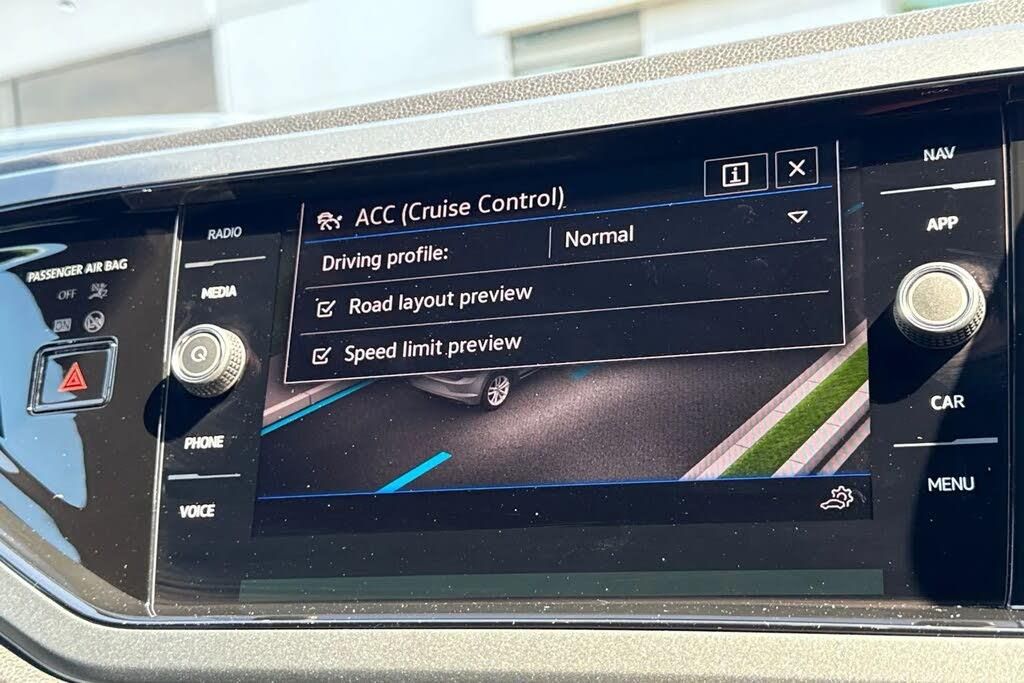 PASSENGER AIR BAG
OFF
ON
RADIO
MEDIA
PHONE
VOICE
ACC (Cruise Control)
i
Driving profile:
Normal
Road layout preview
Speed limit preview
NAV
APP
CAR
MENU